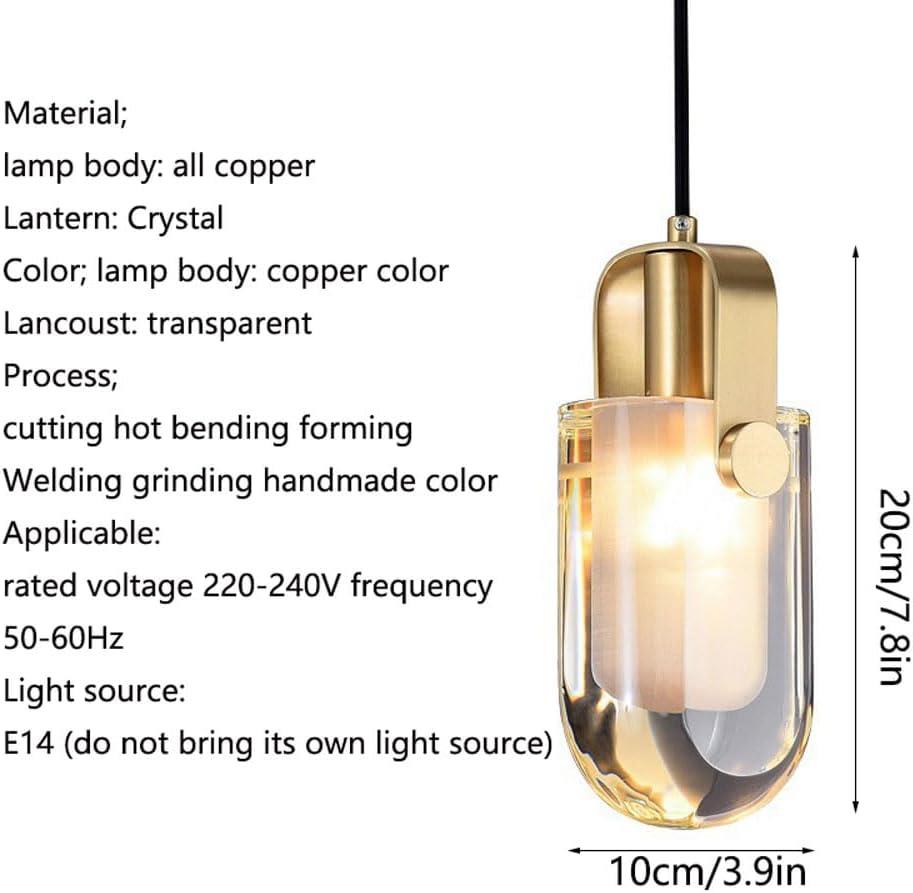 Material;
lamp body: all copper
Lantern: Crystal
Color; lamp body: copper color
Lancoust: transparent
Process;
cutting hot bending forming
Welding grinding handmade color
Applicable:
rated voltage 220-240V frequency
50-60Hz
Light source:
E14 (do not bring its own light source)
20cm/7.8in
10cm/3.9in